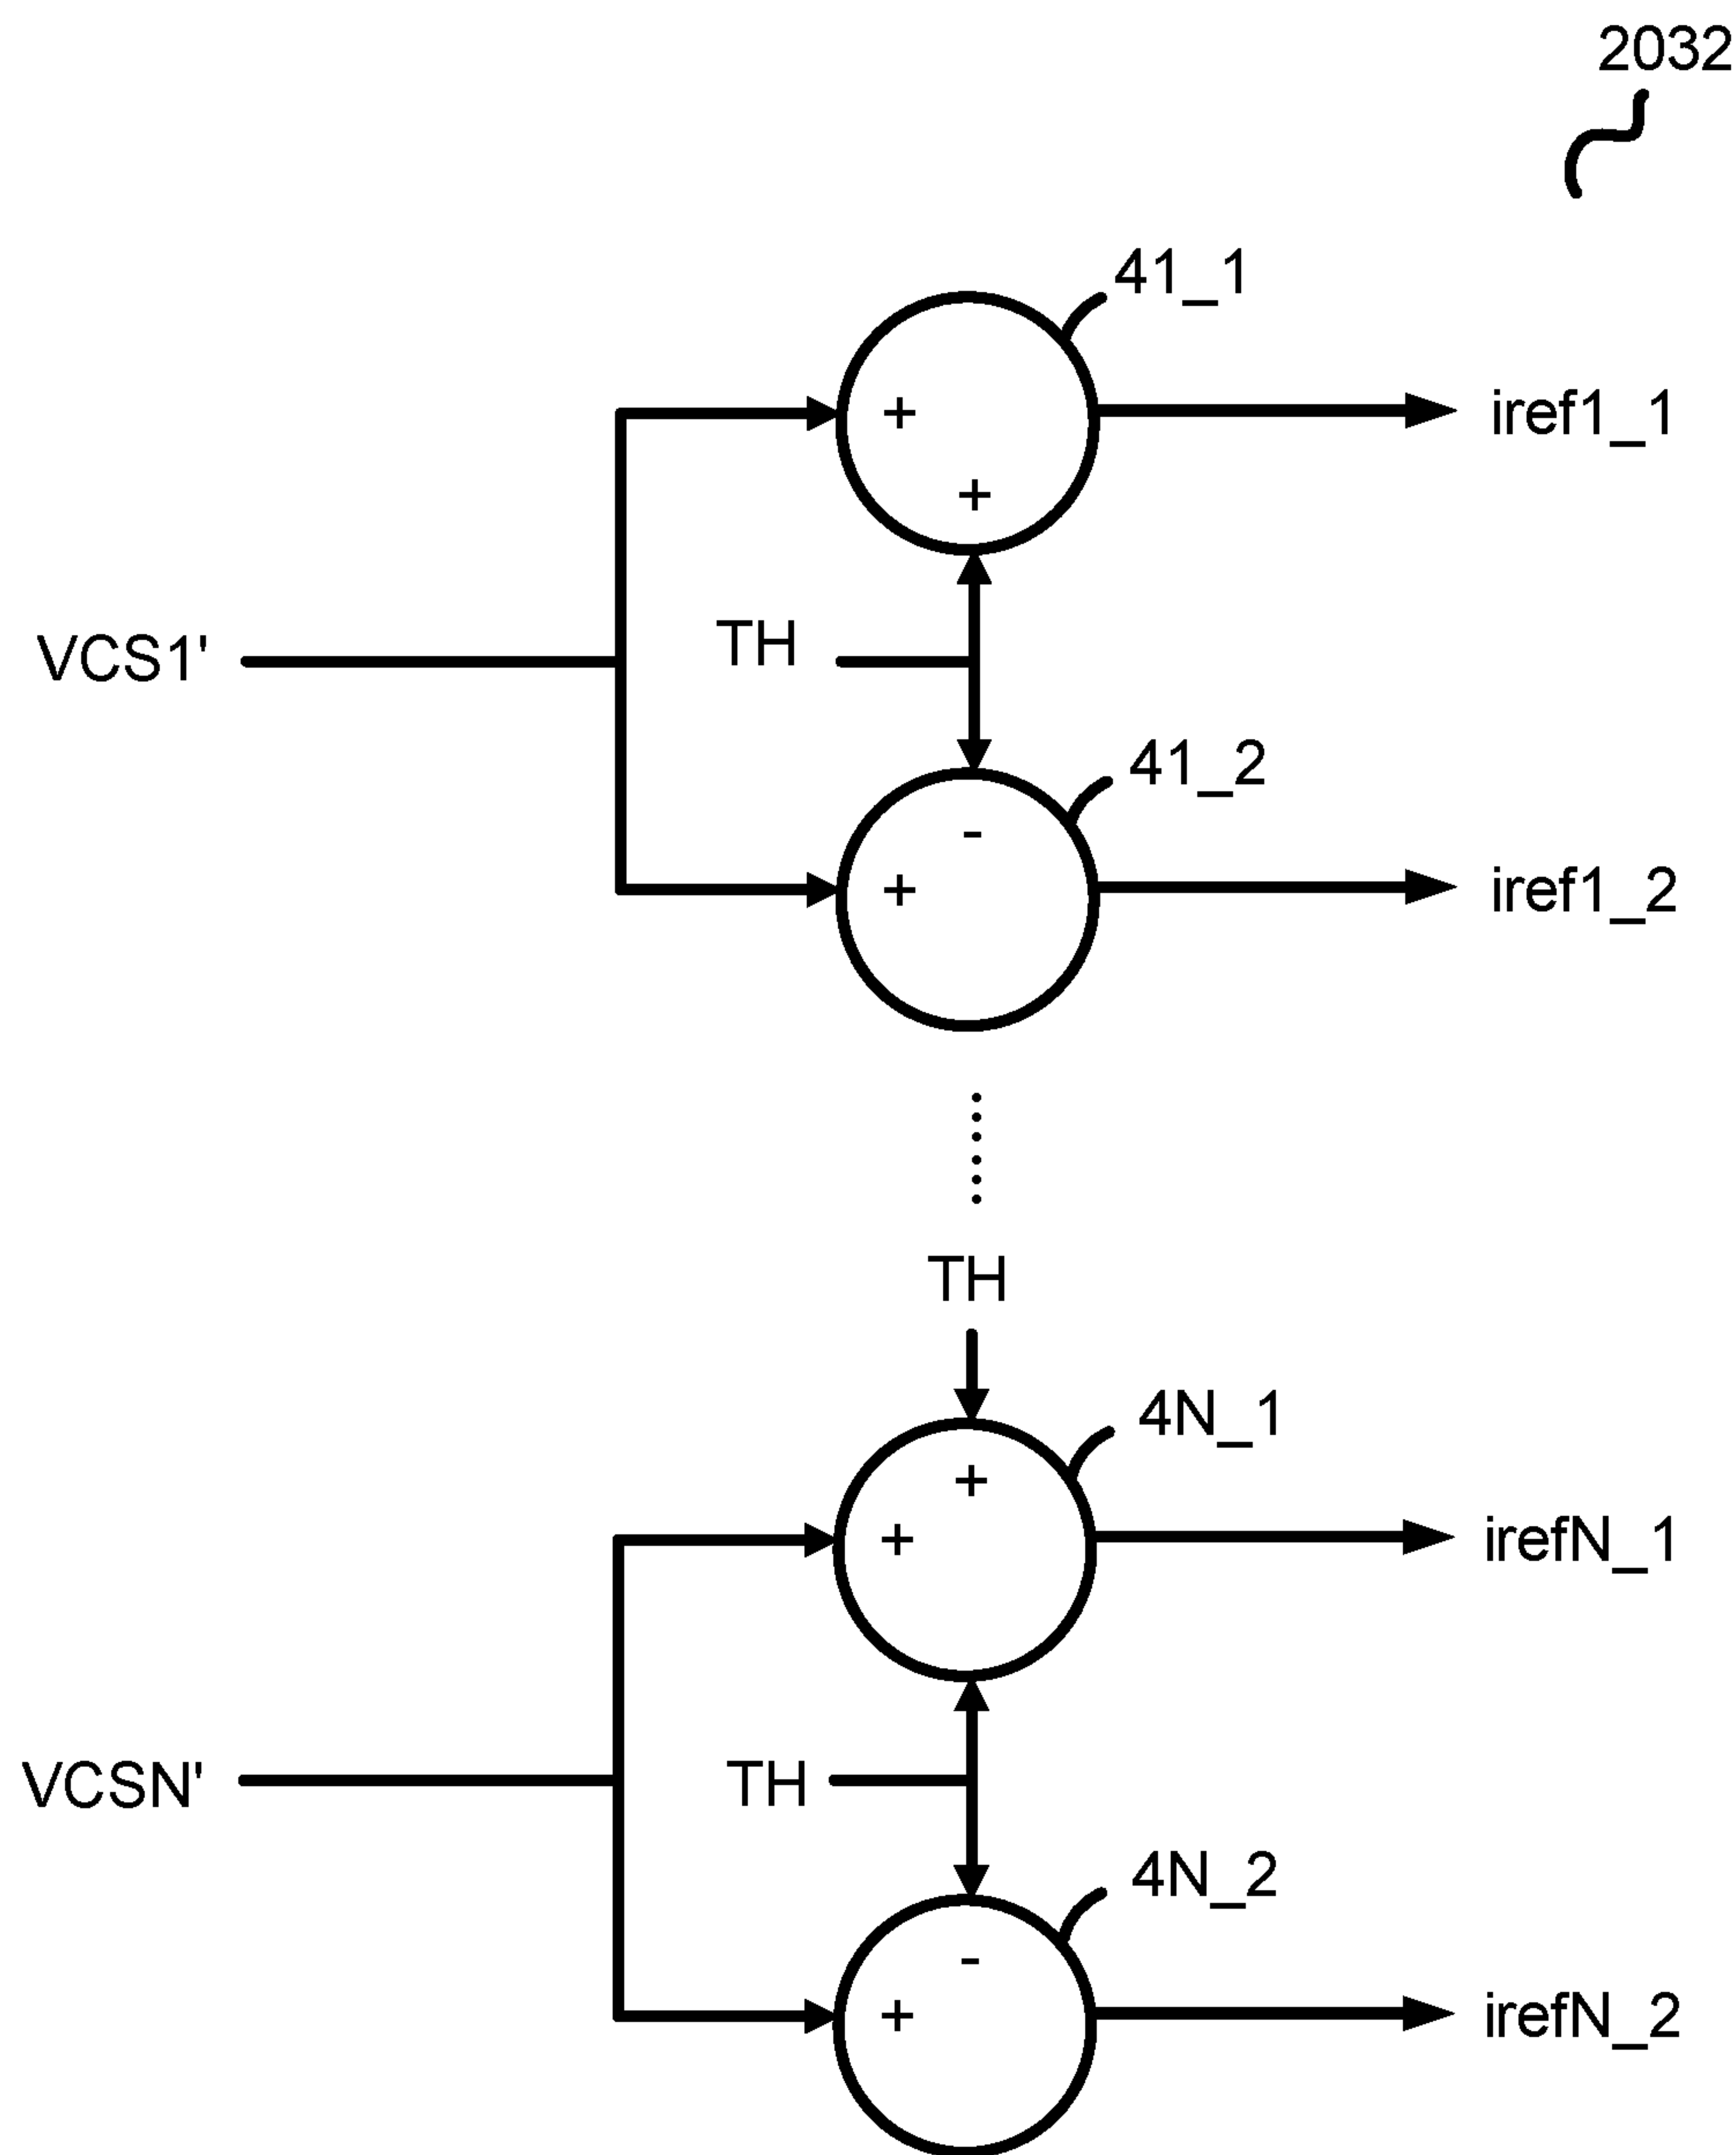 2032
41_1
+
iref1_1
+
TH
VCS1'
41_2
-
+
iref1_2
TH
4N_1
+
+
irefN_1
TH
VCSN'
4N_2
-
+
irefN_2